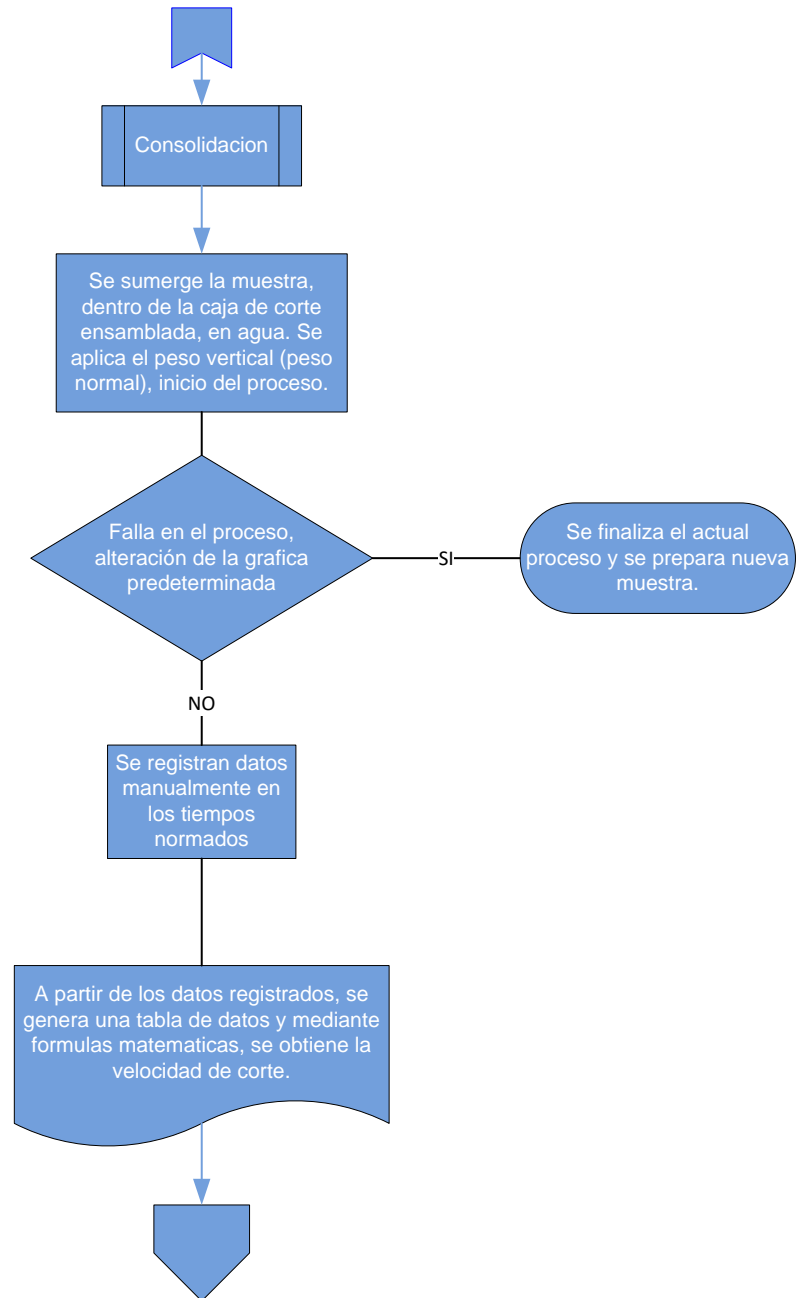 Consolidacion
Se sumerge la muestra,
dentro de la caja de corte
ensamblada, en agua. Se
aplica el peso vertical (peso
normal), inicio del proceso.
Falla en el proceso,
alteración de la grafica
predeterminada
SI
Se finaliza el actual
proceso y se prepara nueva
muestra.
NO
Se registran datos
manualmente en
los tiempos
normados
A partir de los datos registrados, se
genera una tabla de datos y mediante
formulas matematicas, se obtiene la
velocidad de corte.